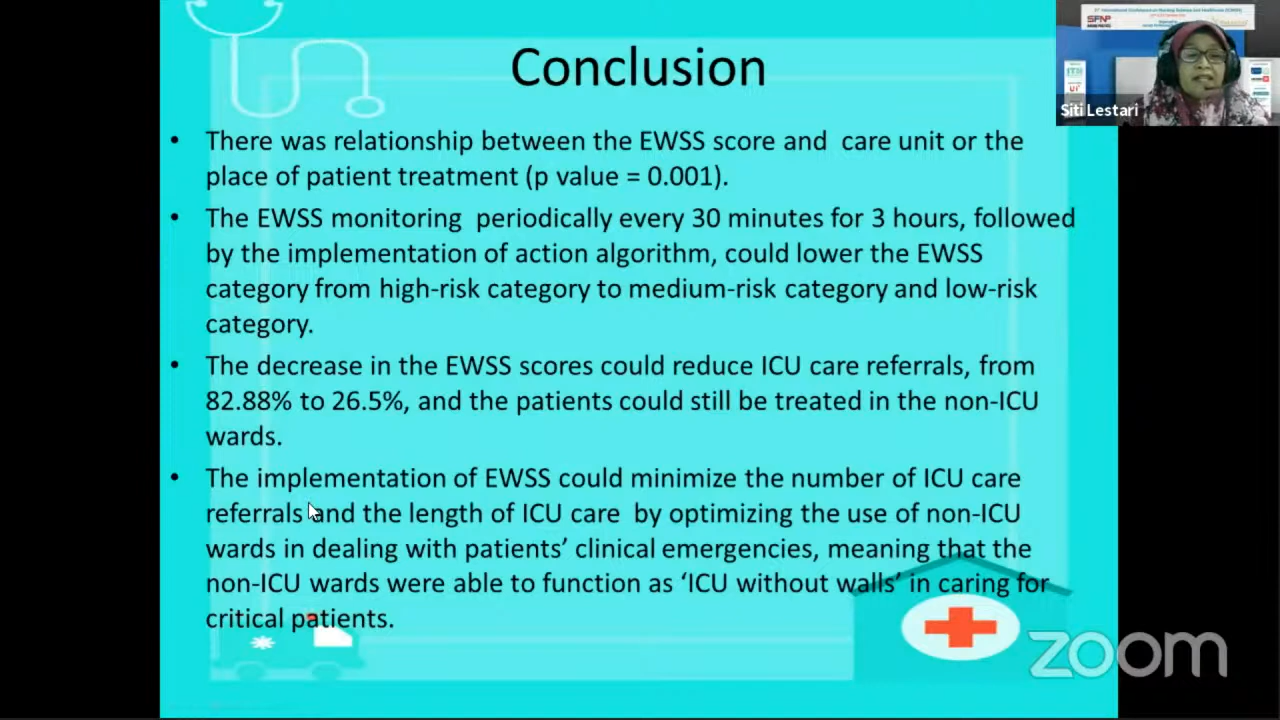 Conclusion
Siti Lestari
• There was relationship between the EWSS score and care unit or the
place of patient treatment (p value = 0.001).
• The EWSS monitoring periodically every 30 minutes for 3 hours, followed
by the implementation of action algorithm, could lower the EWSS
category from high-risk category to medium-risk category and low-risk
category.
• The decrease in the EWSS scores could reduce ICU care referrals, from
82.88% to 26.5%, and the patients could still be treated in the non-ICU
wards.
• The implementation of EWSS could minimize the number of ICU care
referrals and the length of ICU care by optimizing the use of non-ICU
wards in dealing with patients’ clinical emergencies, meaning that the
non-ICU wards were able to function as ‘ICU without walls’ in caring for
critical patients.
zoom